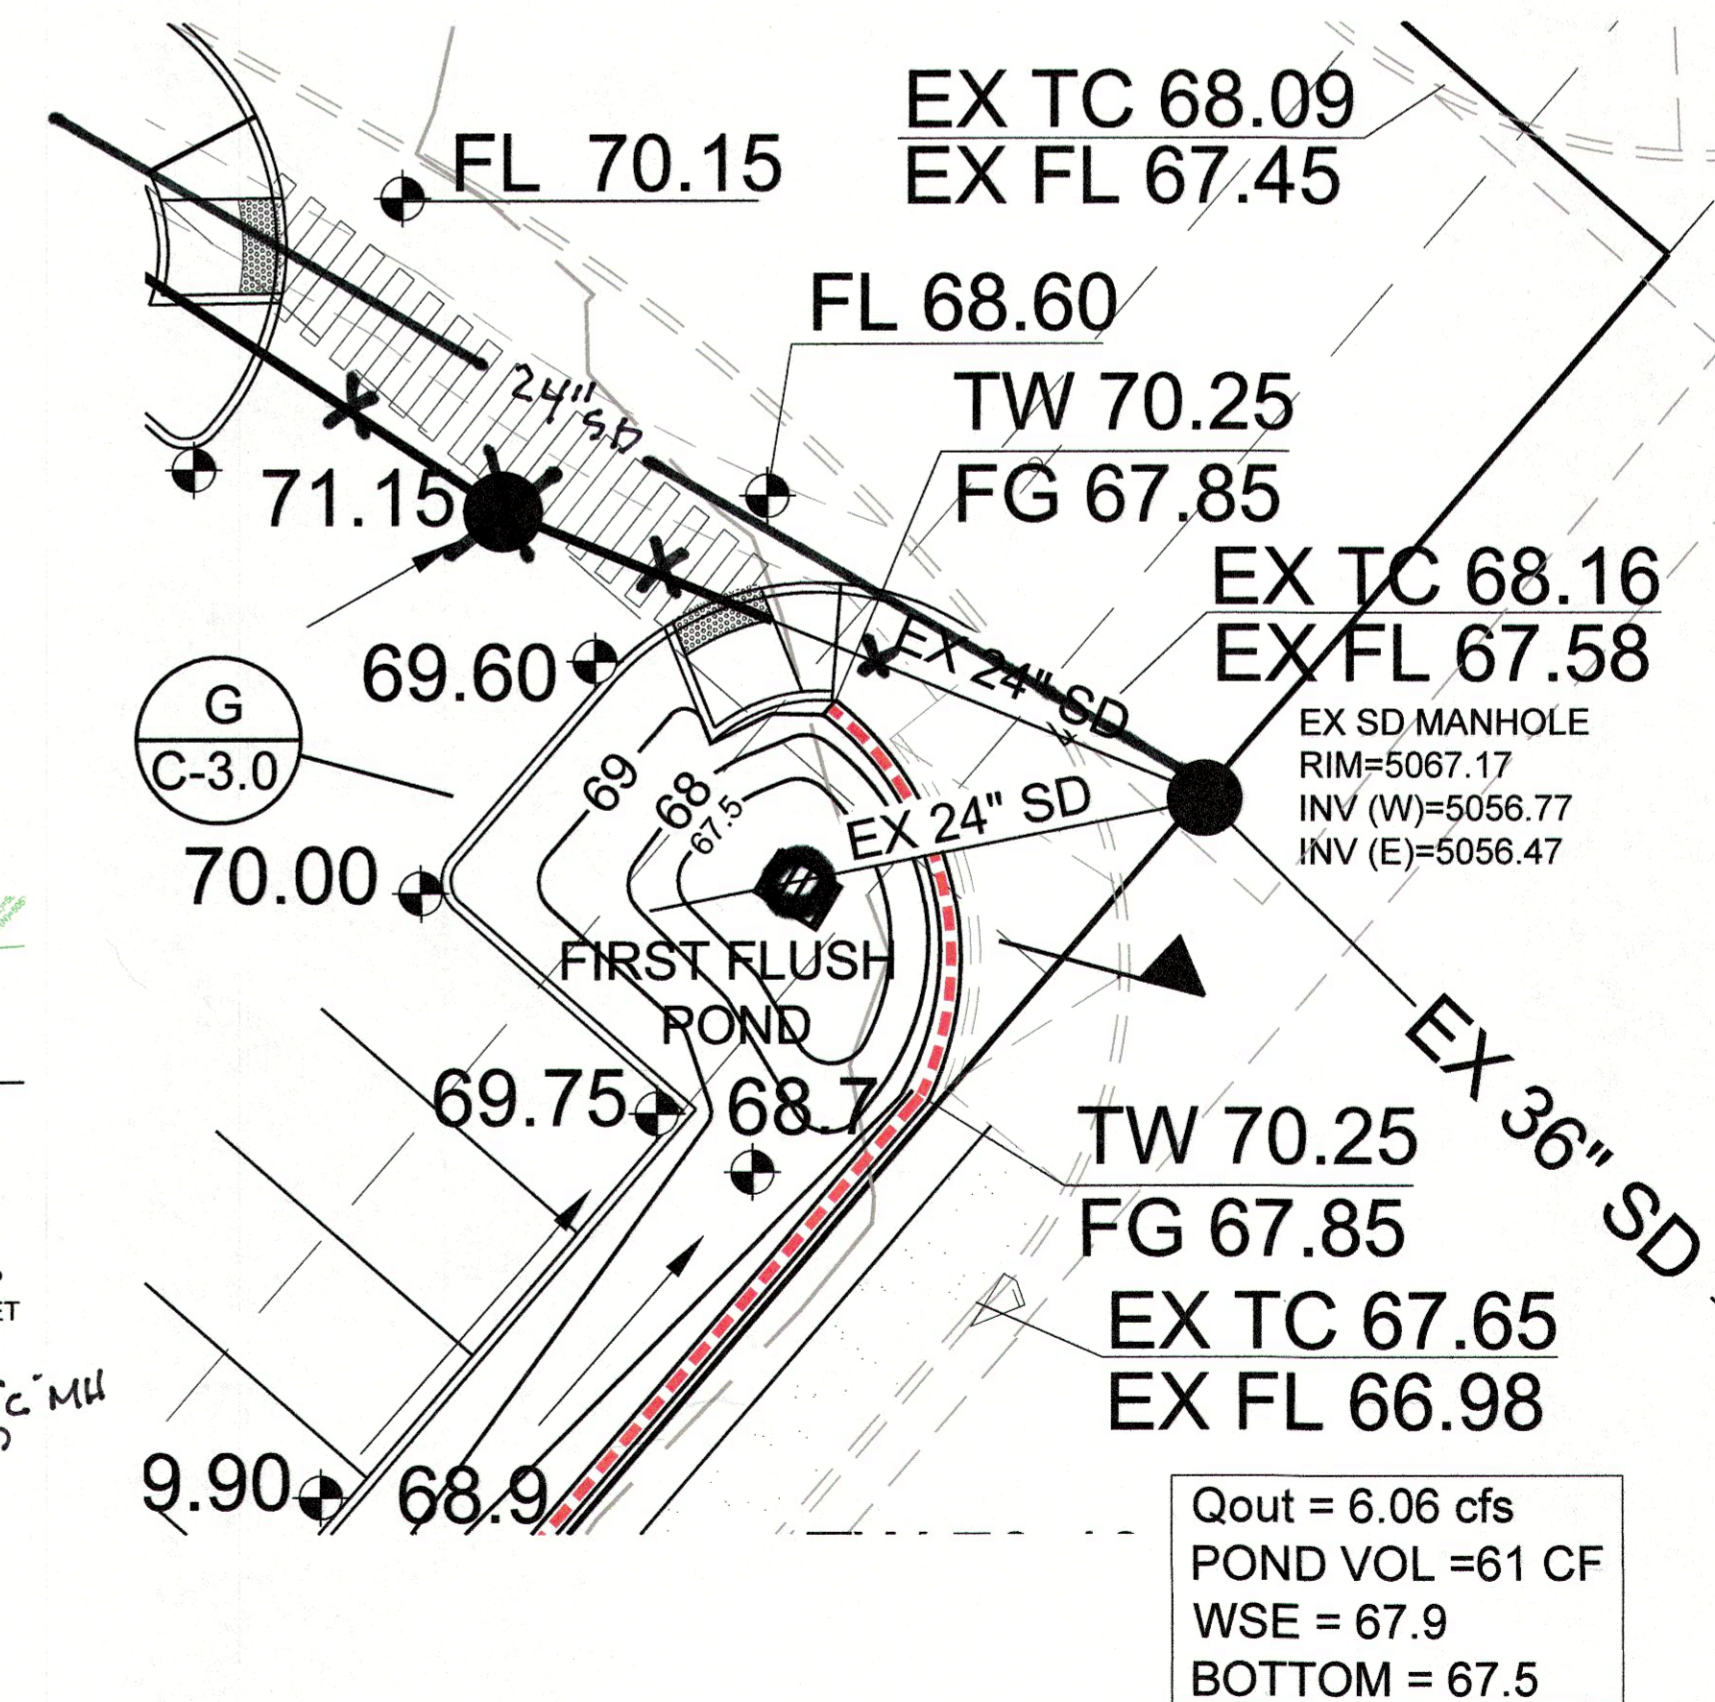 EX TC 68.09
EX FL 67.45
FL 70.15
FL 68.60
24" SD
TW 70.25
FG 67.85
71.15
EX TC 68.16
EX FL 67.58
EX 24" SD
69.60
G
C-3.0
EX SD MANHOLE
RIM=5067.17
INV (W)=5056.77
INV (E)=5056.47
69
68
67.5
EX 24" SD
70.00
FIRST FLUSH
POND
EX 36" SD
69.75
68.7
TW 70.25
FG 67.85
EX TC 67.65
EX FL 66.98
ET
"C" MH
9.90
68.9
Qout = 6.06 cfs
POND VOL =61 CF
WSE = 67.9
BOTTOM = 67.5